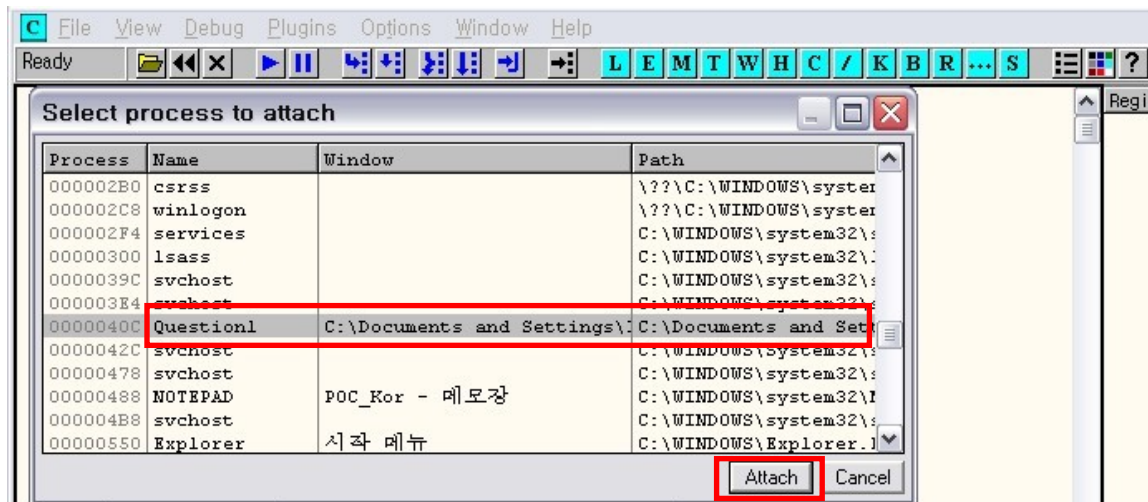 C File View Debug Plugins Options Window Help
Ready L E M T W H C / K B R ... S ?
Select process to attach
Regi
Process Name Window Path
000002B0 csrss \??\C:\WINDOWS\system
000002C8 winlogon \??\C:\WINDOWS\system
000002F4 services C:\WINDOWS\system32\s
00000300 lsass C:\WINDOWS\system32\l
0000039C svchost C:\WINDOWS\system32\s
000003E4 svchost C:\WINDOWS\system32\s
0000040C Question1 C:\Documents and Settings\ C:\Documents and Sett
0000042C svchost C:\WINDOWS\System32\s
00000478 svchost C:\WINDOWS\system32\s
00000488 NOTEPAD POC_Kor - 메모장 C:\WINDOWS\system32\N
000004B8 svchost C:\WINDOWS\system32\s
00000550 Explorer 시작 메뉴 C:\WINDOWS\Explorer.
Attach Cancel